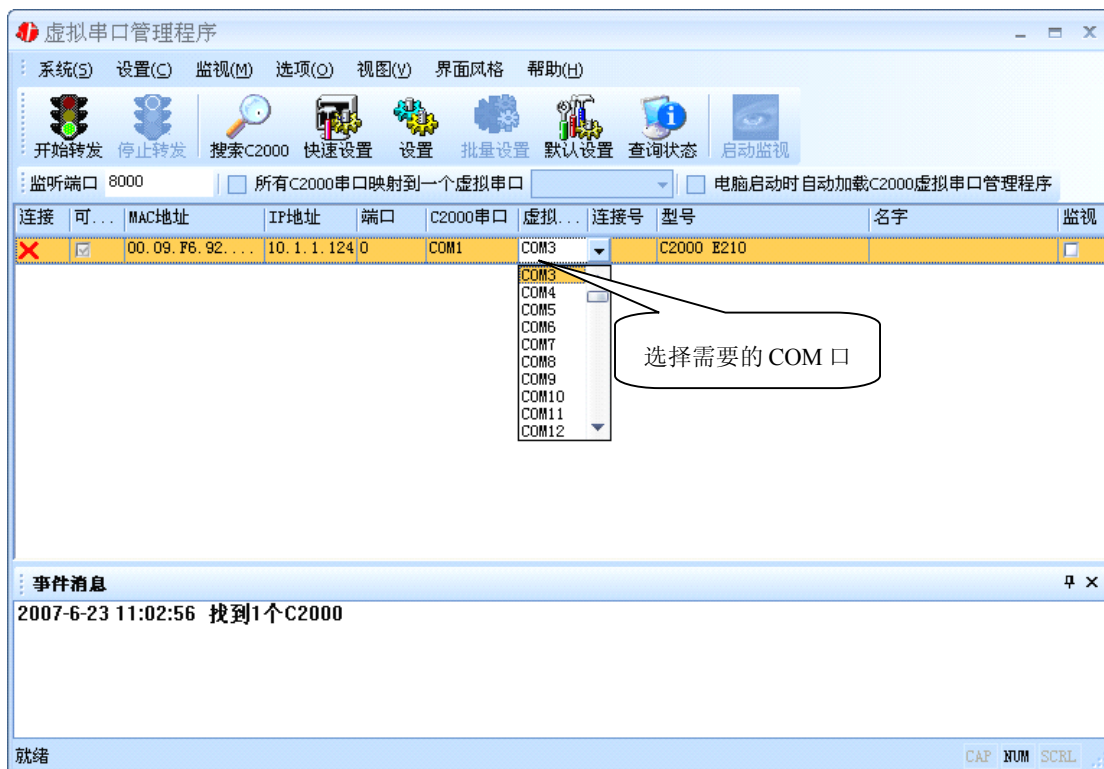 虚拟串口管理程序
系统(S) 设置(C) 监视(M) 选项(O) 视图(V) 界面风格 帮助(H)
开始转发 停止转发 搜索C2000 快速设置 设置 批量设置 默认设置 查询状态 启动监视
监听端口 8000 所有C2000串口映射到一个虚拟串口 电脑启动时自动加载C2000虚拟串口管理程序
连接 可... MAC地址 IP地址 端口 C2000串口 虚拟... 连接号 型号 名字 监视
00.09.F6.92.... 10.1.1.124 0 COM1 COM3 C2000 E210
COM3
COM4
COM5
COM6
COM7
COM8
COM9
COM10
COM11
COM12
选择需要的 COM 口
事件消息
2007-6-23 11:02:56 找到1个C2000
就绪 CAP NUM SCRL